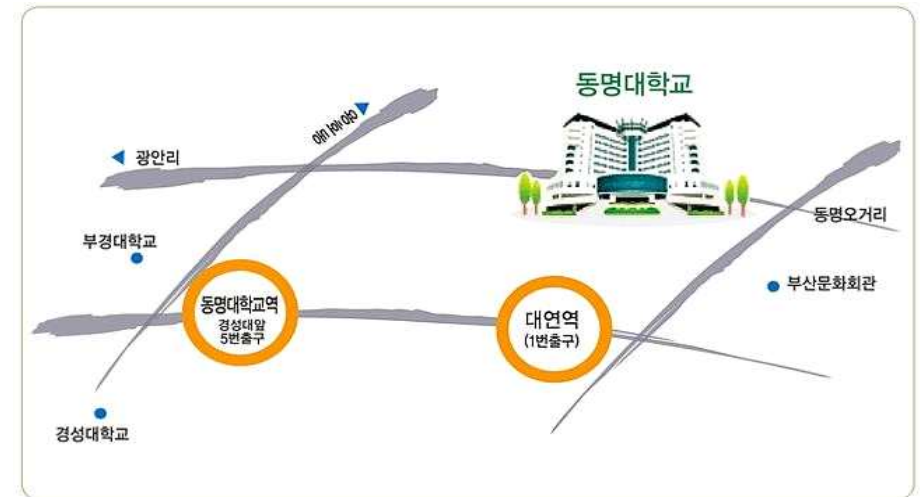 동명대학교
광안리
동명오거리
부경대학교
부산문화회관
동명대학교역
경성대앞
5번출구
대연역
(1번출구)
경성대학교